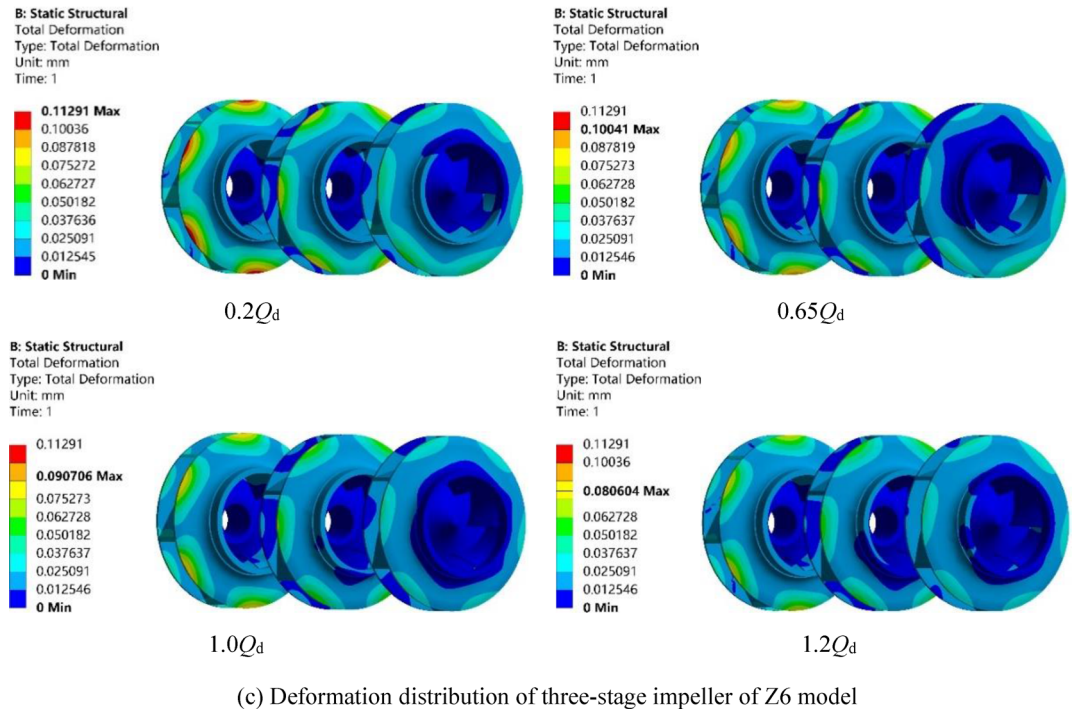 B: Static Structural
Total Deformation
Type: Total Deformation
Unit: mm
Time: 1
0.11291 Max
0.10036
0.087818
0.075272
0.062727
0.050182
0.037636
0.025091
0.012545
0 Min
0.2Qd
B: Static Structural
Total Deformation
Type: Total Deformation
Unit: mm
Time: 1
0.11291
0.10041 Max
0.087819
0.075273
0.062728
0.050182
0.037637
0.025091
0.012546
0 Min
0.65Qd
B: Static Structural
Total Deformation
Type: Total Deformation
Unit: mm
Time: 1
0.11291
0.090706 Max
0.075273
0.062728
0.050182
0.037637
0.025091
0.012546
0 Min
1.0Qd
B: Static Structural
Total Deformation
Type: Total Deformation
Unit: mm
Time: 1
0.11291
0.10036
0.080604 Max
0.062728
0.050182
0.037637
0.025091
0.012546
0 Min
1.2Qd
(c) Deformation distribution of three-stage impeller of Z6 model